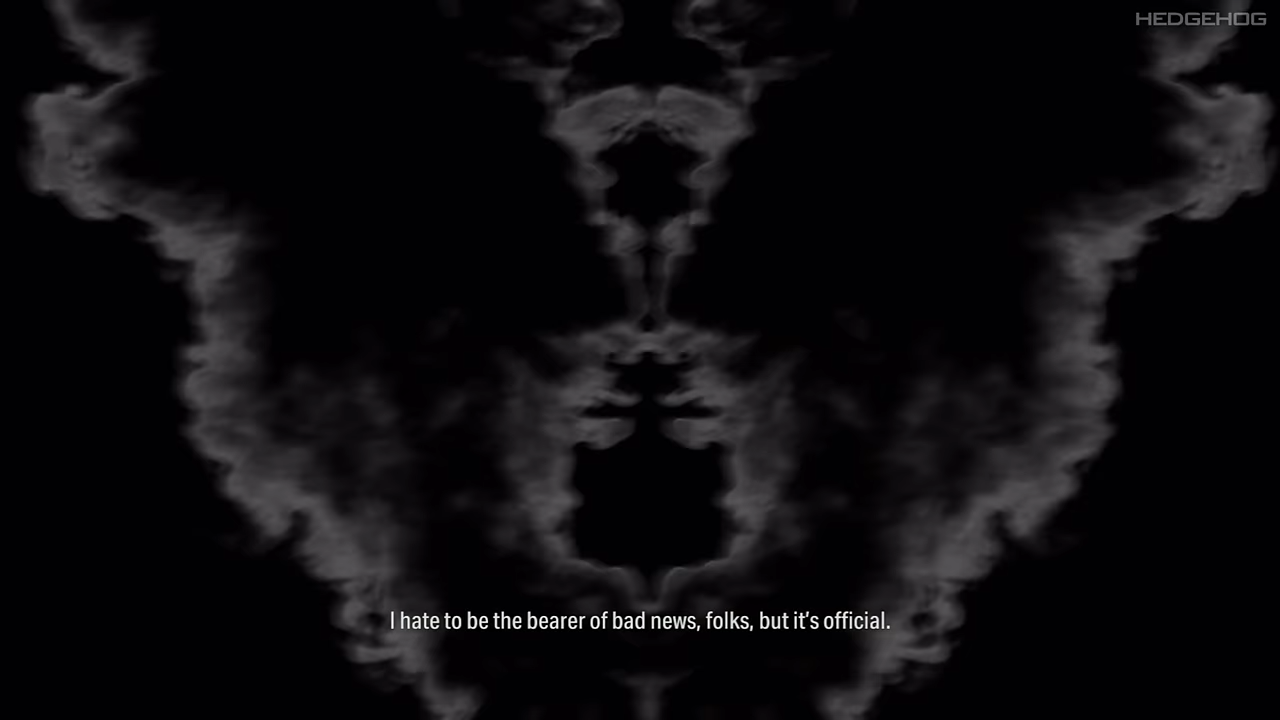 HEDGEHOG
I hate to be the bearer of bad news, folks, but it's official.